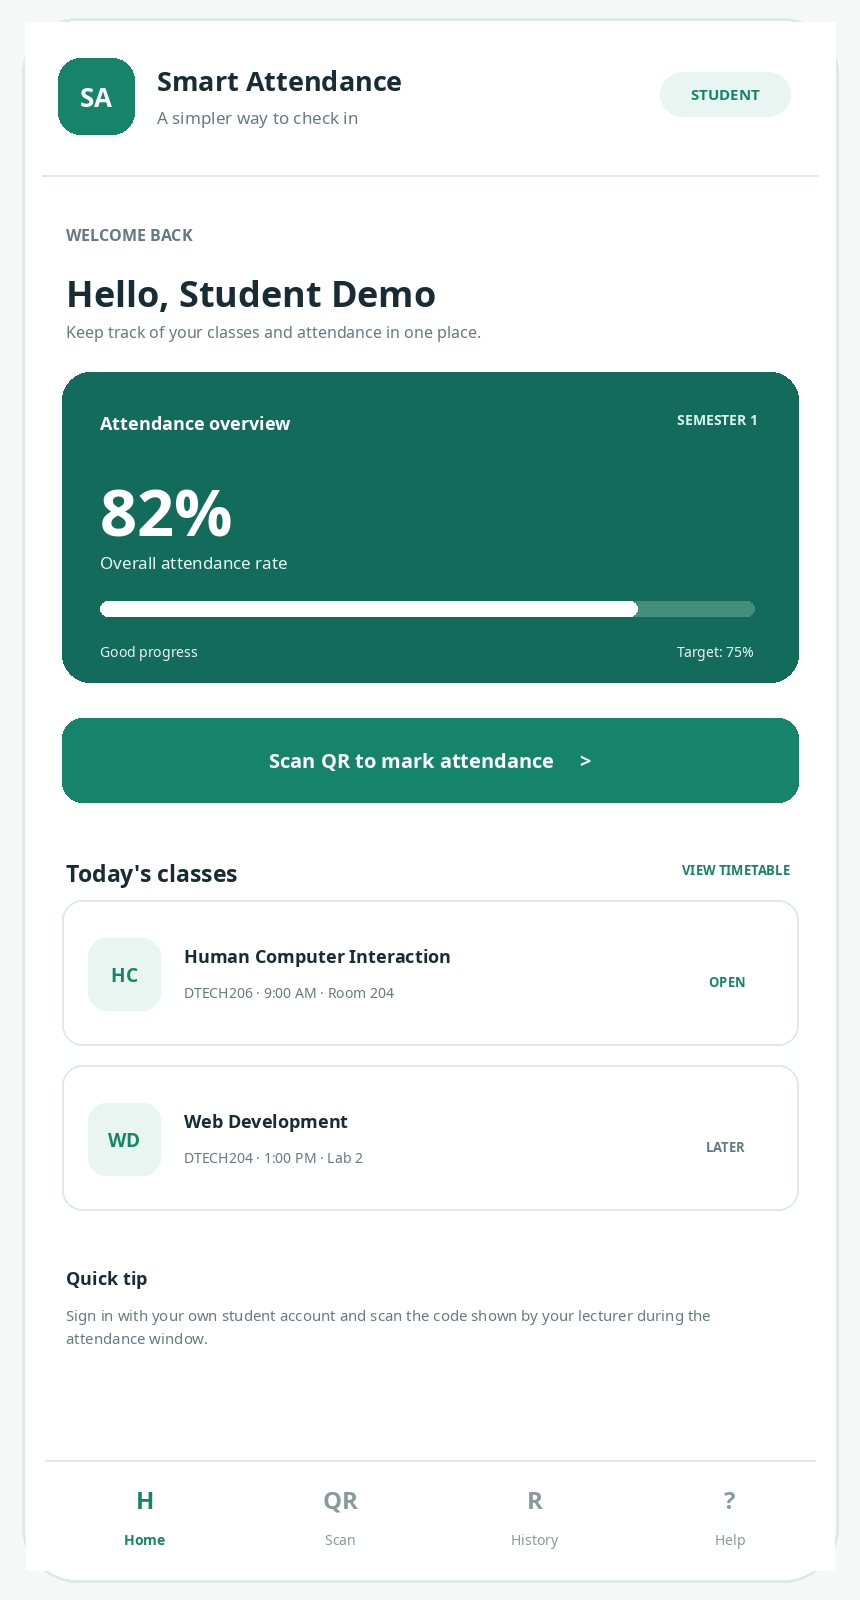 SA
Smart Attendance
A simpler way to check in
STUDENT
WELCOME BACK
Hello, Student Demo
Keep track of your classes and attendance in one place.
Attendance overview
SEMESTER 1
82%
Overall attendance rate
Good progress
Target: 75%
Scan QR to mark attendance >
Today's classes
VIEW TIMETABLE
HC
Human Computer Interaction
DTECH206 · 9:00 AM · Room 204
OPEN
WD
Web Development
DTECH204 · 1:00 PM · Lab 2
LATER
Quick tip
Sign in with your own student account and scan the code shown by your lecturer during the
attendance window.
H
QR
R
?
Home
Scan
History
Help